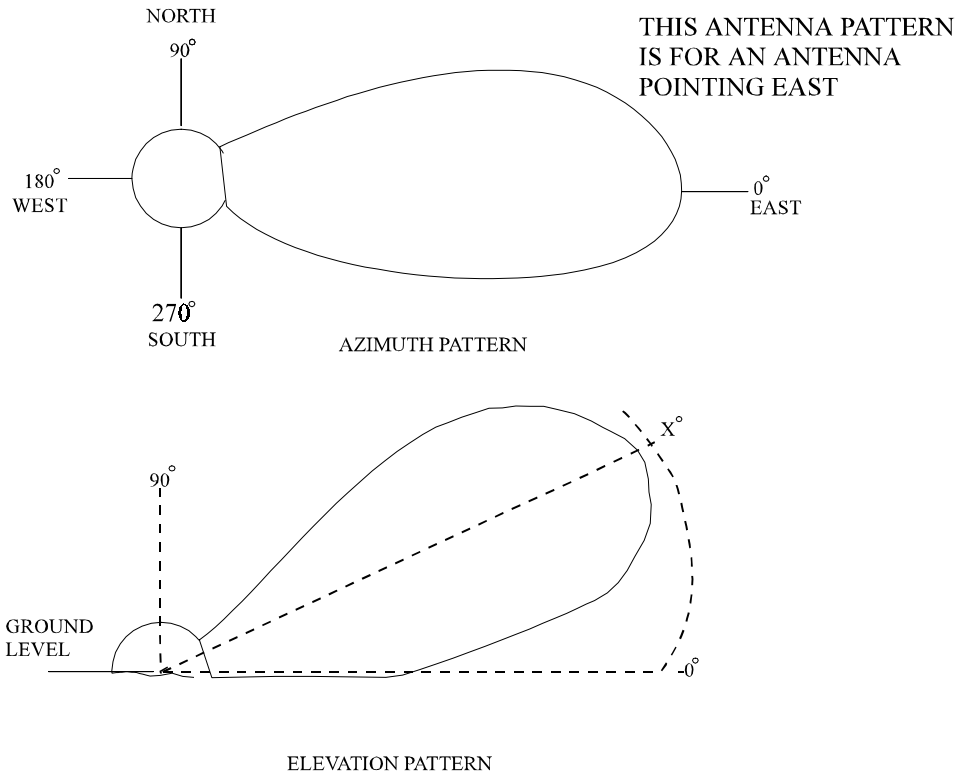 NORTH
90°
THIS ANTENNA PATTERN
IS FOR AN ANTENNA
POINTING EAST
180°
WEST
0°
EAST
270°
SOUTH
AZIMUTH PATTERN
X°
90°
GROUND
LEVEL
0°
ELEVATION PATTERN